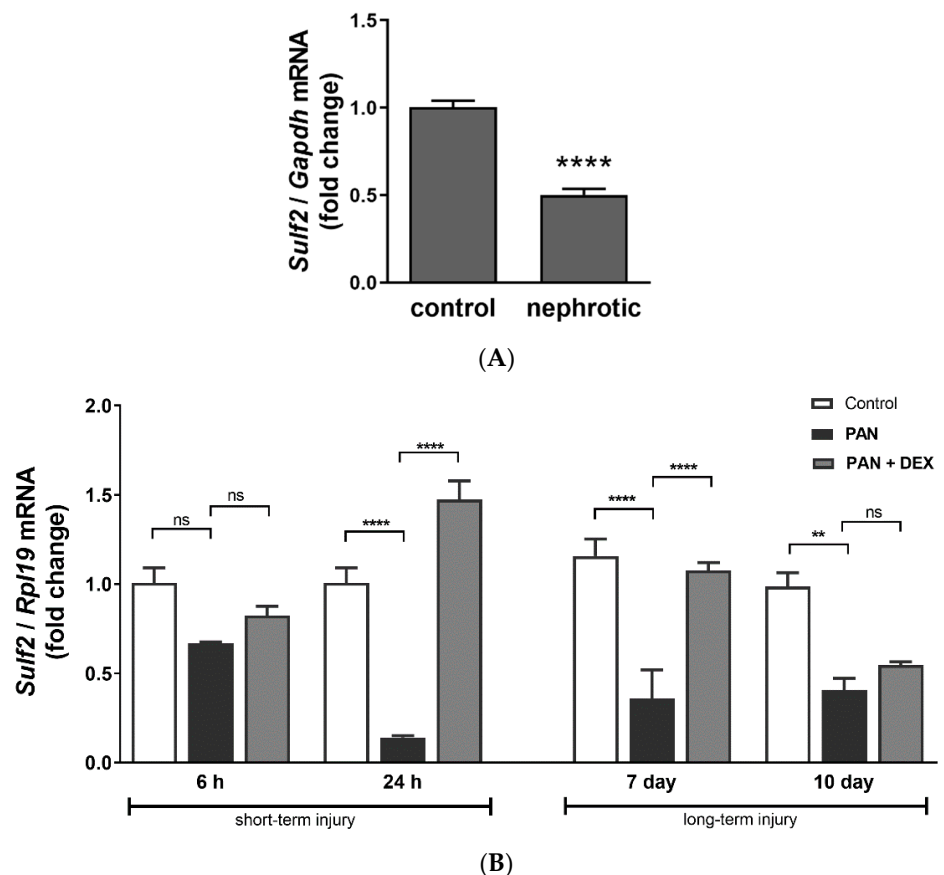 Sulf2 / Gapdh mRNA
(fold change)
1.5
1.0
0.5
0.0
****
control nephrotic
(A)
Sulf2 / Rpl19 mRNA
(fold change)
2.0
1.5
1.0
0.5
0.0
Control
PAN
PAN + DEX
ns
ns
****
****
****
****
**
ns
6 h 24 h 7 day 10 day
short-term injury long-term injury
(B)